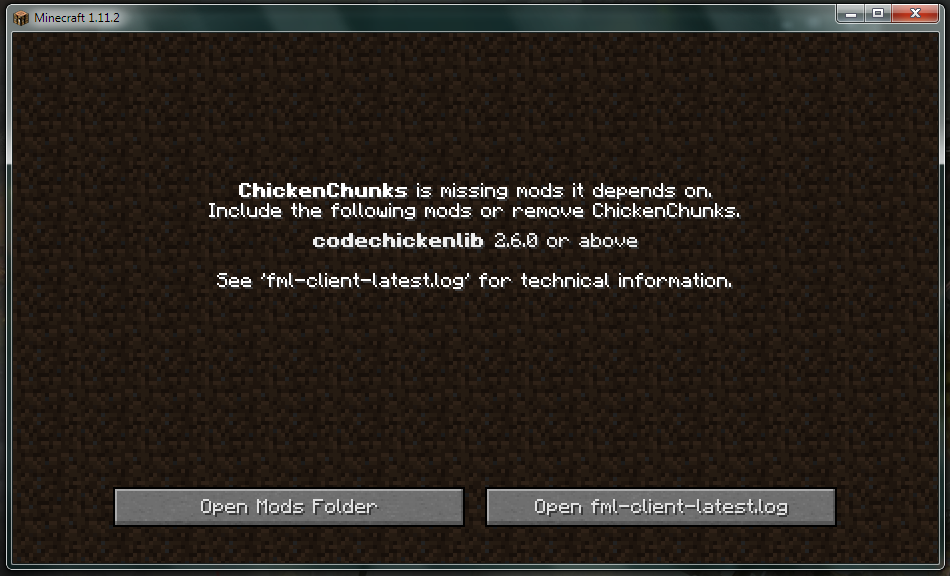 Minecraft 1.11.2
ChickenChunks is missing mods it depends on.
Include the following mods or remove ChickenChunks.
codechickenlib 2.6.0 or above
See 'fml-client-latest.log' for technical information.
Open Mods Folder
Open fml-client-latest.log